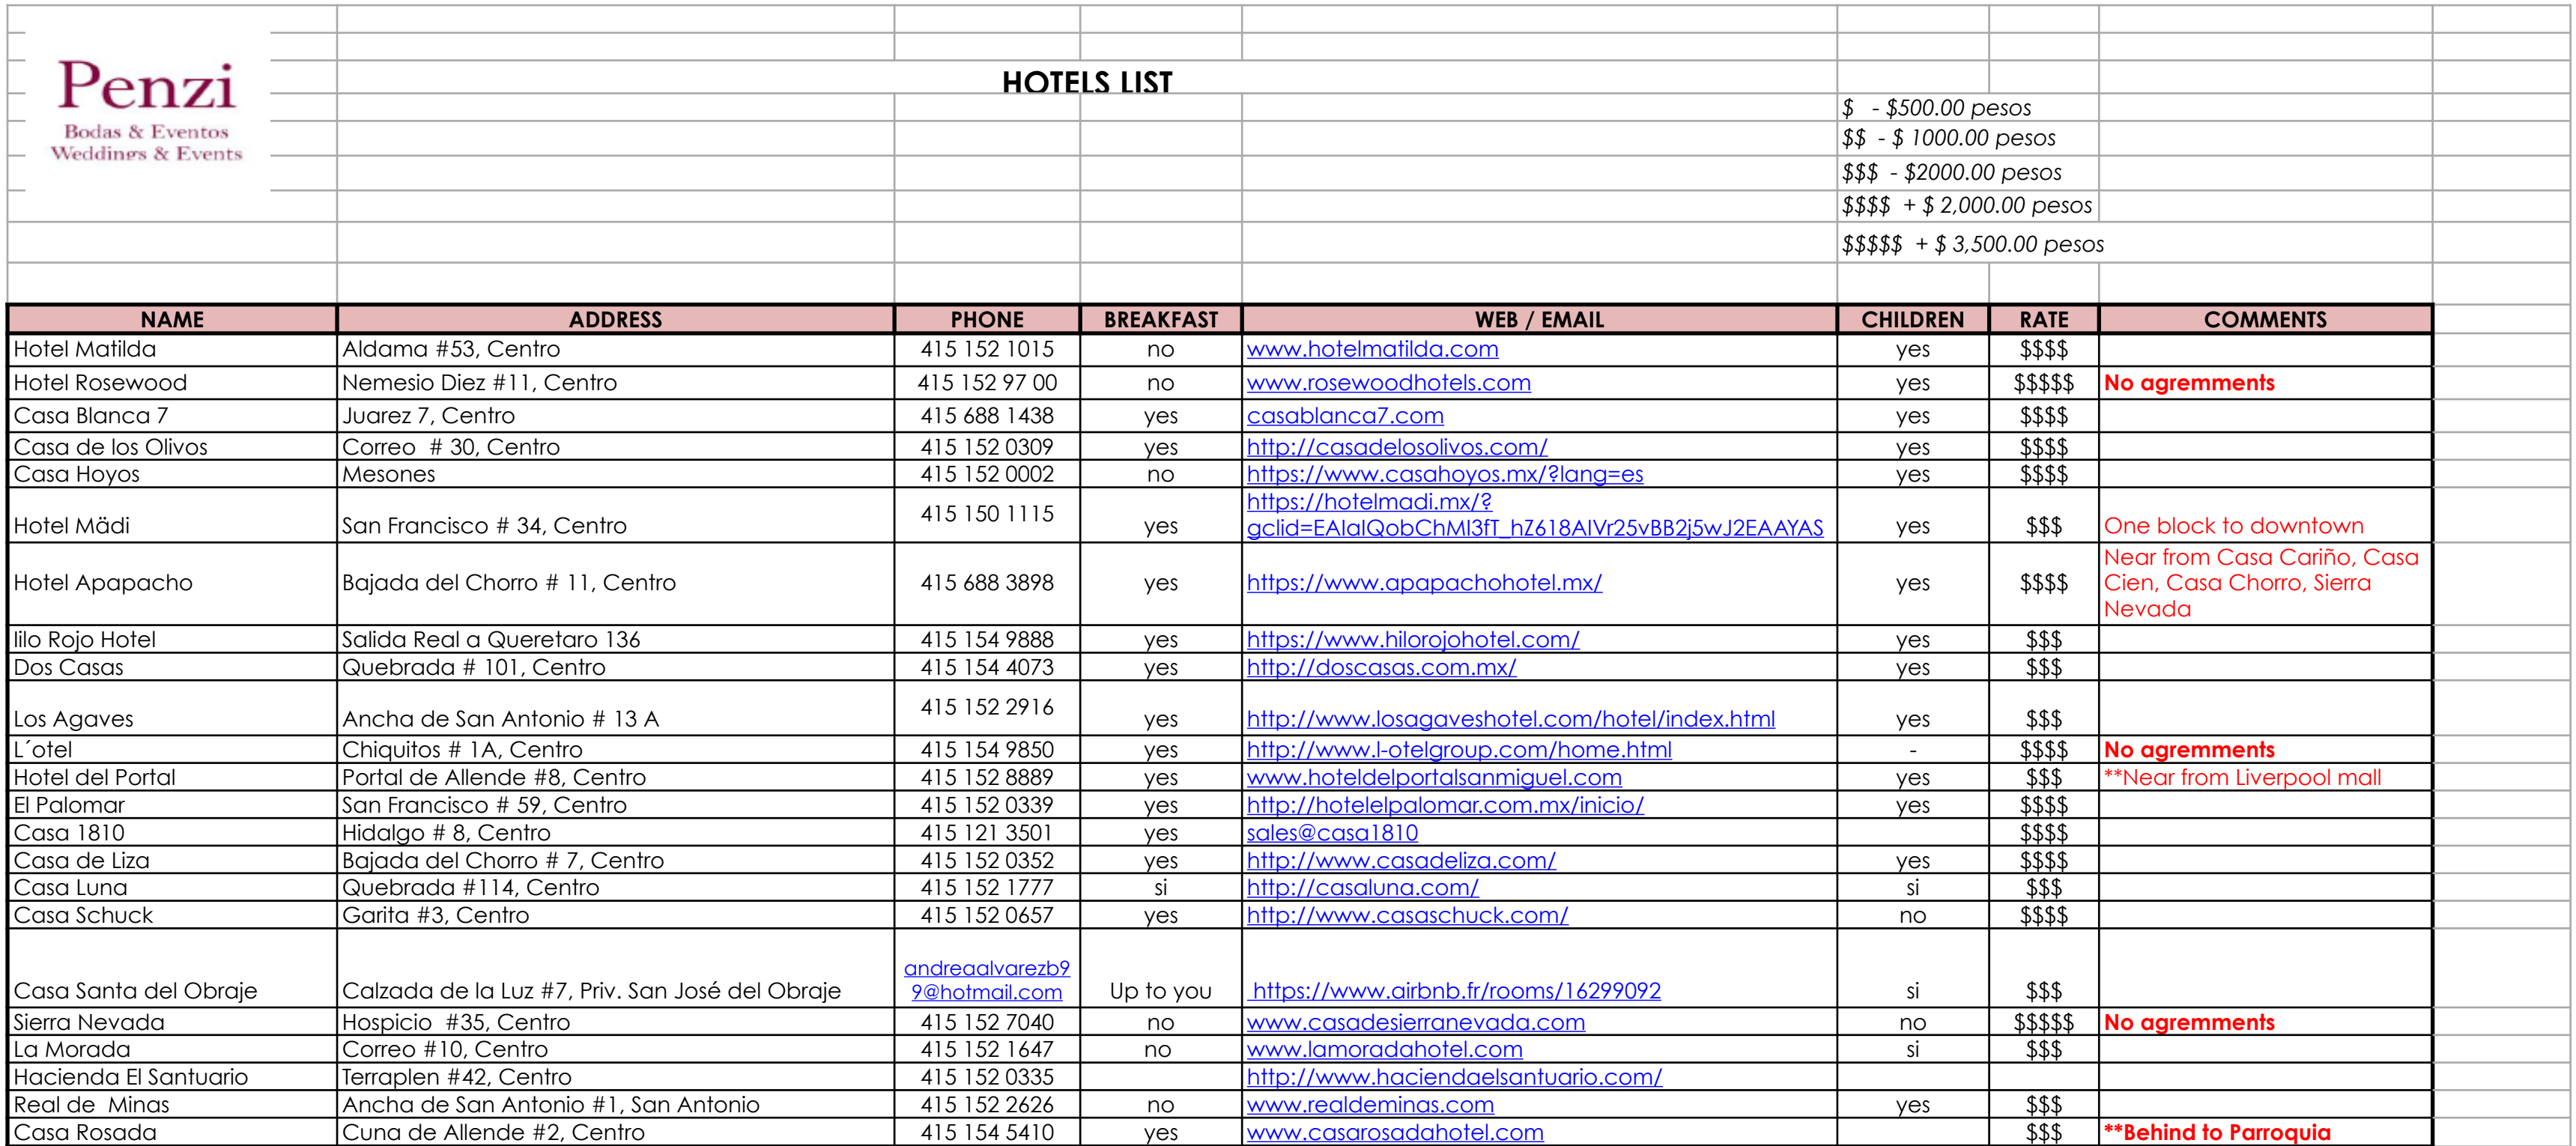 Penzi
Bodas & Eventos
Weddings & Events
HOTELS LIST
$ - $500.00 pesos
$$ - $ 1000.00 pesos
$$$ - $2000.00 pesos
$$$$ + $ 2,000.00 pesos
$$$$$ + $ 3,500.00 pesos
NAME ADDRESS PHONE BREAKFAST WEB / EMAIL CHILDREN RATE COMMENTS
Hotel Matilda Aldama #53, Centro 415 152 1015 no www.hotelmatilda.com yes $$$$
Hotel Rosewood Nemesio Diez #11, Centro 415 152 97 00 no www.rosewoodhotels.com yes $$$$$ No agremments
Casa Blanca 7 Juarez 7, Centro 415 688 1438 yes casablanca7.com yes $$$$
Casa de los Olivos Correo # 30, Centro 415 152 0309 yes http://casadelosolivos.com/ yes $$$$
Casa Hoyos Mesones 415 152 0002 no https://www.casahoyos.mx/?lang=es yes $$$$
https://hotelmadi.mx/?
Hotel Mädi San Francisco # 34, Centro 415 150 1115 yes gclid=EAIaIQobChMI3fT_hZ618AIVr25vBB2j5wJ2EAAYAS yes $$$ One block to downtown
Near from Casa Cariño, Casa
Hotel Apapacho Bajada del Chorro # 11, Centro 415 688 3898 yes https://www.apapachohotel.mx/ yes $$$$ Cien, Casa Chorro, Sierra
Nevada
lilo Rojo Hotel Salida Real a Queretaro 136 415 154 9888 yes https://www.hilorojohotel.com/ yes $$$
Dos Casas Quebrada # 101, Centro 415 154 4073 yes http://doscasas.com.mx/ yes $$$
Los Agaves Ancha de San Antonio # 13 A 415 152 2916 yes http://www.losagaveshotel.com/hotel/index.html yes $$$
L´otel Chiquitos # 1A, Centro 415 154 9850 yes http://www.l-otelgroup.com/home.html - $$$$ No agremments
Hotel del Portal Portal de Allende #8, Centro 415 152 8889 yes www.hoteldelportalsanmiguel.com yes $$$ **Near from Liverpool mall
El Palomar San Francisco # 59, Centro 415 152 0339 yes http://hotelelpalomar.com.mx/inicio/ yes $$$$
Casa 1810 Hidalgo # 8, Centro 415 121 3501 yes sales@casa1810 $$$$
Casa de Liza Bajada del Chorro # 7, Centro 415 152 0352 yes http://www.casadeliza.com/ yes $$$$
Casa Luna Quebrada #114, Centro 415 152 1777 si http://casaluna.com/ si $$$
Casa Schuck Garita #3, Centro 415 152 0657 yes http://www.casaschuck.com/ no $$$$
andreaalvarezb9
Casa Santa del Obraje Calzada de la Luz #7, Priv. San José del Obraje 9@hotmail.com Up to you https://www.airbnb.fr/rooms/16299092 si $$$
Sierra Nevada Hospicio #35, Centro 415 152 7040 no www.casadesierranevada.com no $$$$$ No agremments
La Morada Correo #10, Centro 415 152 1647 no www.lamoradahotel.com si $$$
Hacienda El Santuario Terraplen #42, Centro 415 152 0335 http://www.haciendaelsantuario.com/
Real de Minas Ancha de San Antonio #1, San Antonio 415 152 2626 no www.realdeminas.com yes $$$
Casa Rosada Cuna de Allende #2, Centro 415 154 5410 yes www.casarosadahotel.com $$$ **Behind to Parroquia